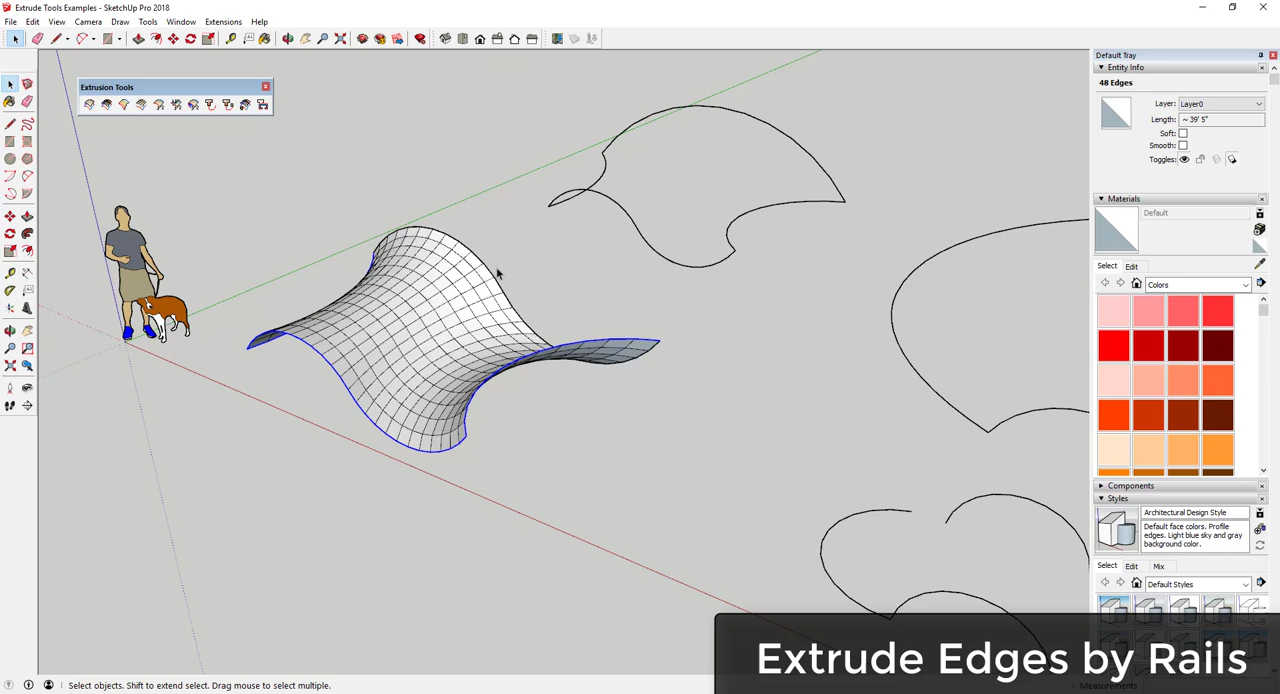 Extrude Tools Examples - SketchUp Pro 2018
File Edit View Camera Draw Tools Window Extensions Help
Extrusion Tools
Default Tray
Entity Info
48 Edges
Layer: Layer0
Length: ~ 39' 5"
Soft:
Smooth:
Toggles:
Materials
Default
Select Edit
Colors
Components
Styles
Architectural Design Style
Default face colors. Profile
edges. Light blue sky and gray
background color.
Select Edit Mix
Default Styles
Extrude Edges by Rails
Select objects. Shift to extend select. Drag mouse to select multiple.
Measurements